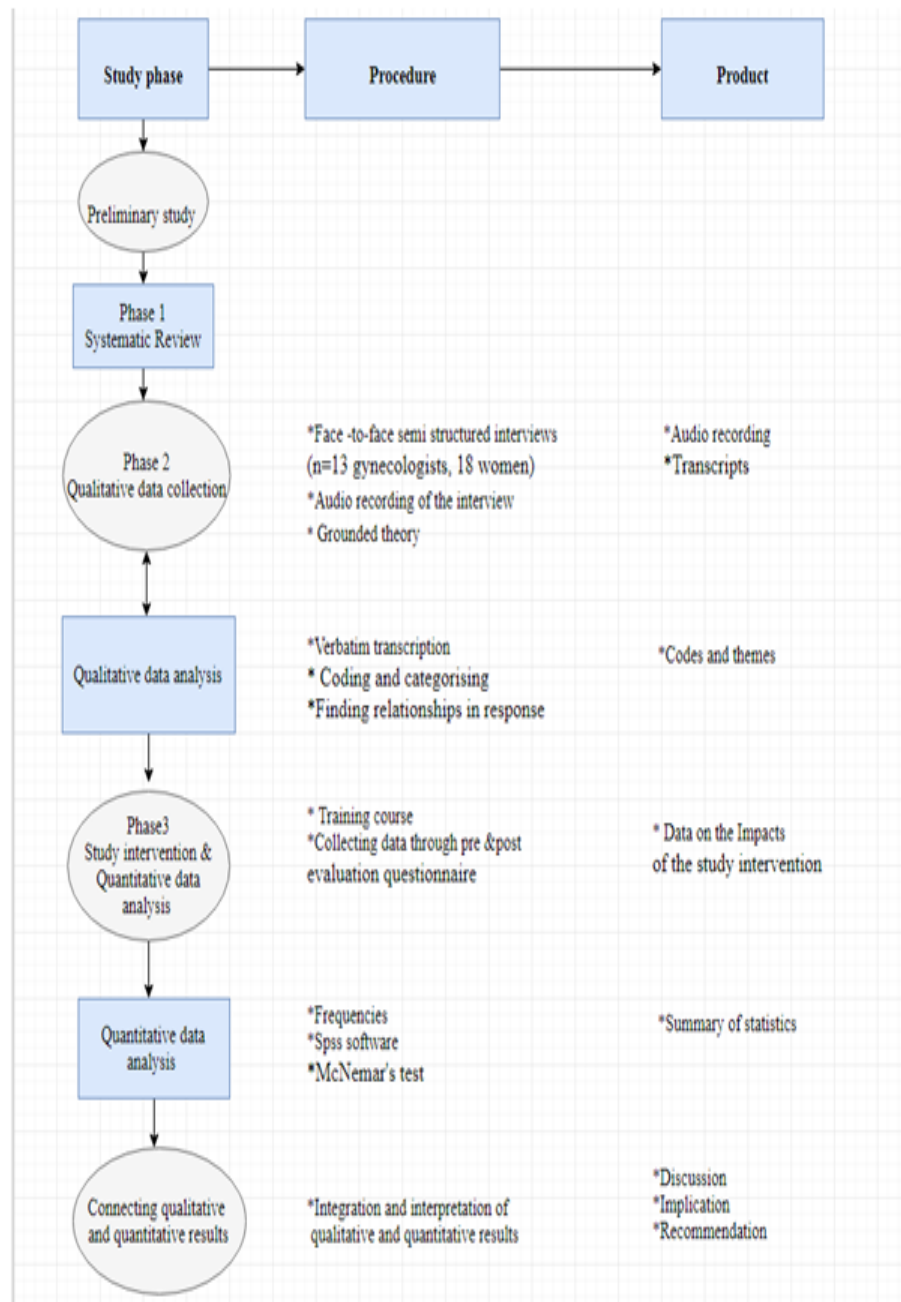 Study phase
Procedure
Product
Preliminary study
Phase 1
Systematic Review
Phase 2
Qualitative data collection
*Face -to-face semi structured interviews
(n=13 gynecologists, 18 women)
*Audio recording of the interview
* Grounded theory
*Audio recording
*Transcripts
Qualitative data analysis
*Verbatim transcription
* Coding and categorising
*Finding relationships in response
*Codes and themes
Phase3
Study intervention &
Quantitative data
analysis
* Training course
*Collecting data through pre &post
evaluation questionnaire
* Data on the Impacts
of the study intervention
Quantitative data
analysis
*Frequencies
*Spss software
*McNemar's test
*Summary of statistics
Connecting qualitative
and quantitative results
*Integration and interpretation of
qualitative and quantitative results
*Discussion
*Implication
*Recommendation